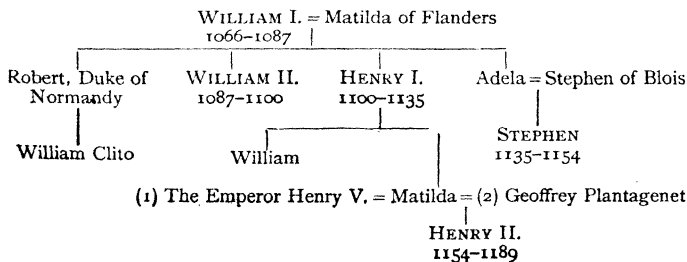 WILLIAM I. = Matilda of Flanders
1066–1087
Robert, Duke of Normandy
WILLIAM II.
1087–1100
HENRY I.
1100–1135
Adela = Stephen of Blois
William Clito
William
STEPHEN
1135–1154
(1) The Emperor Henry V. = Matilda = (2) Geoffrey Plantagenet
HENRY II.
1154–1189